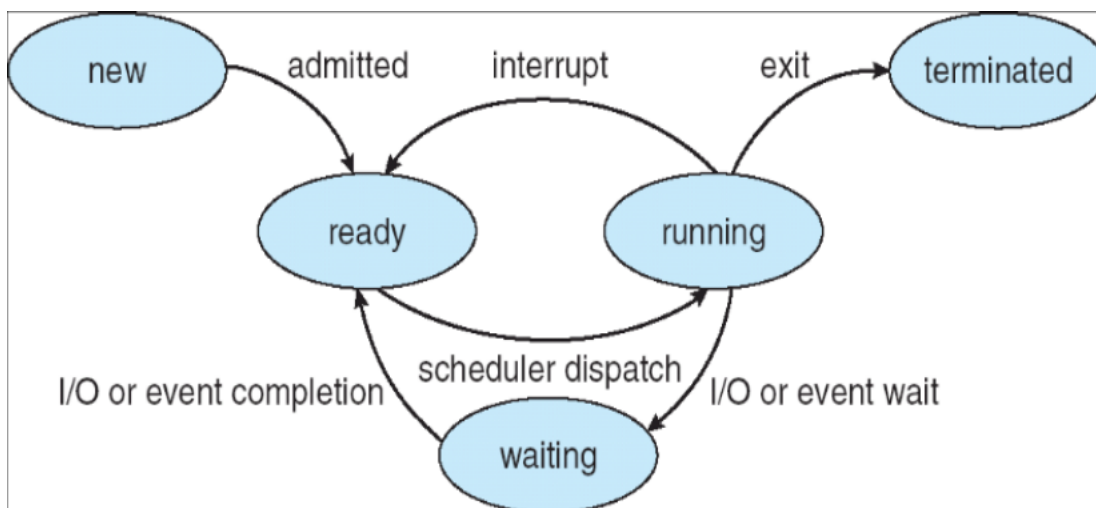 new
admitted
interrupt
exit
terminated
ready
running
I/O or event completion
scheduler dispatch
I/O or event wait
waiting